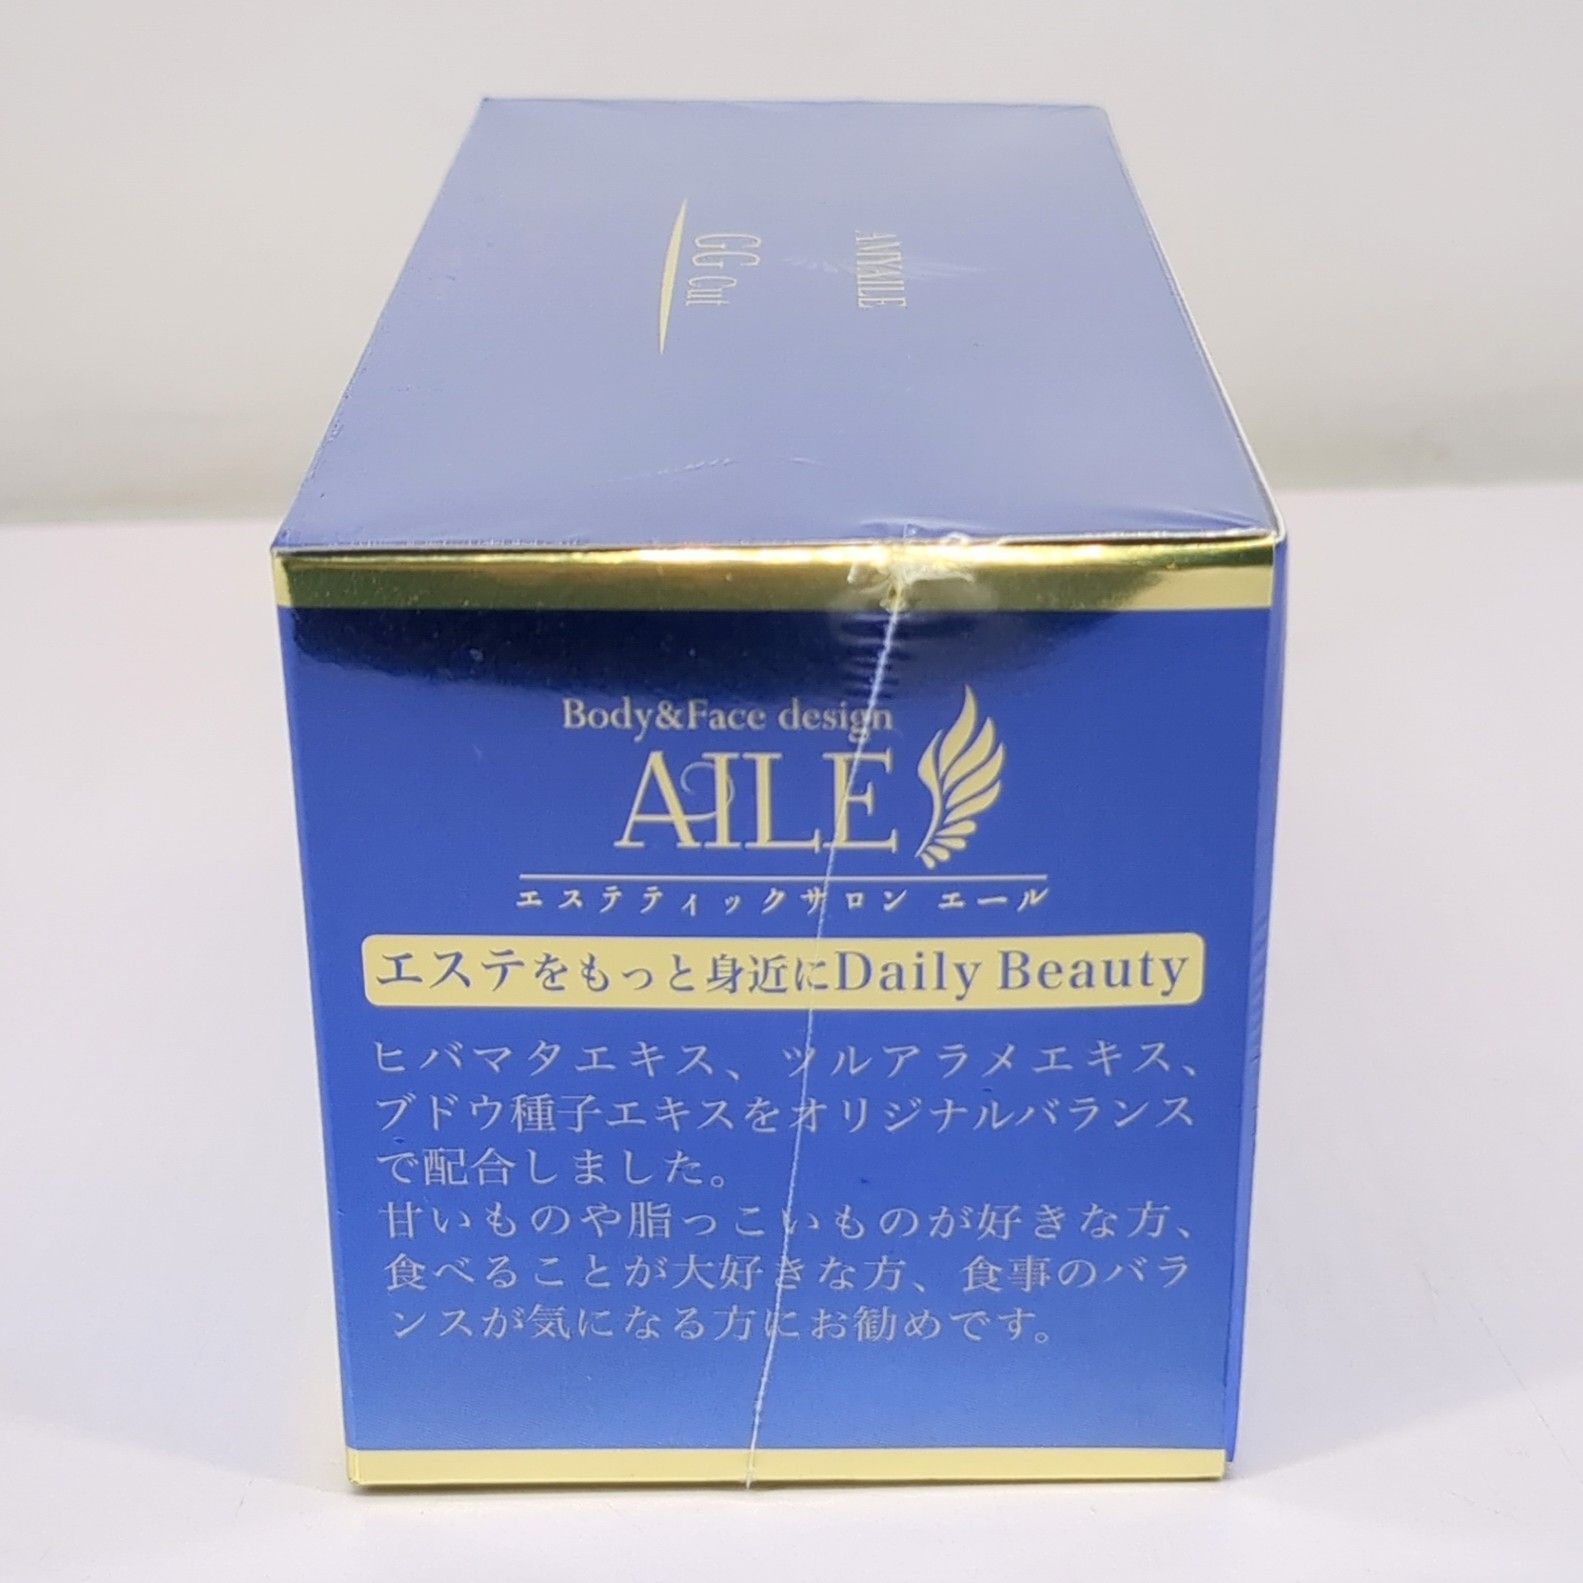 AMYAILE
GG Cut
Body&Face design
AILE
エステティックサロン エール
エステをもっと身近にDaily Beauty
ヒバマタエキス、ツルアラメエキス、
ブドウ種子エキスをオリジナルバランス
で配合しました。
甘いものや脂っこいものが好きな方、
食べることが大好きな方、食事のバラ
ンスが気になる方にお勧めです。